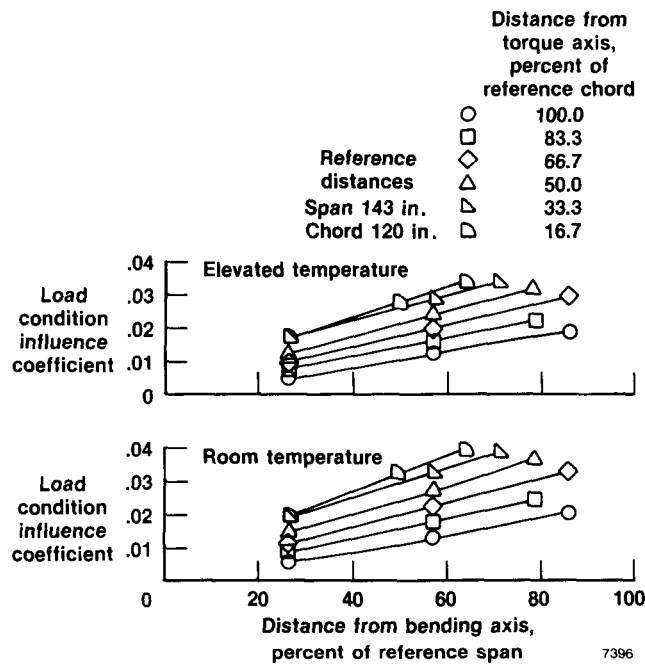 Distance from
torque axis,
percent of
reference chord
100.0
83.3
Reference 66.7
distances 50.0
Span 143 in. 33.3
Chord 120 in. 16.7
.04
Elevated temperature
.03
Load
condition
influence
coefficient
.02
.01
0
.04
Room temperature
.03
Load
condition
influence
coefficient
.02
.01
0 20 40 60 80 100
Distance from bending axis,
percent of reference span
7396